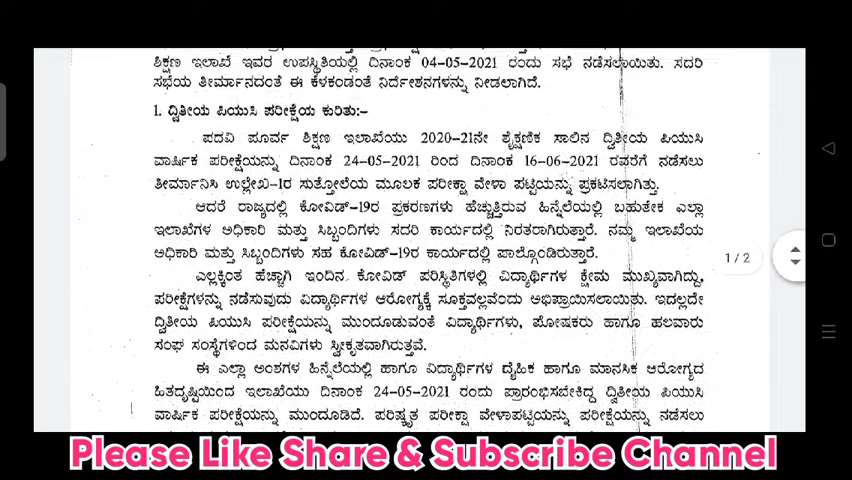 ಶಿಕ್ಷಣ ಇಲಾಖೆ ಇವರ ಉಪಸ್ಥಿತಿಯಲ್ಲಿ ದಿನಾಂಕ 04-05-2021 ರಂದು ಸಭೆ ನಡೆಸಲಾಯಿತು. ಸದರಿ
ಸಭೆಯ ತೀರ್ಮಾನದಂತೆ ಈ ಕೆಳಕಂಡಂತೆ ನಿರ್ದೇಶನಗಳನ್ನು ನೀಡಲಾಗಿದೆ.
1. ದ್ವಿತೀಯ ಪಿಯುಸಿ ಪರೀಕ್ಷೆಯ ಕುರಿತು:-
ಪದವಿ ಪೂರ್ವ ಶಿಕ್ಷಣ ಇಲಾಖೆಯು 2020-21ನೇ ಶೈಕ್ಷಣಿಕ ಸಾಲಿನ ದ್ವಿತೀಯ ಪಿಯುಸಿ
ವಾರ್ಷಿಕ ಪರೀಕ್ಷೆಯನ್ನು ದಿನಾಂಕ 24-05-2021 ರಿಂದ ದಿನಾಂಕ 16-06-2021 ರವರೆಗೆ ನಡೆಸಲು
ತೀರ್ಮಾನಿಸಿ ಉಲ್ಲೇಖ-1ರ ಸುತ್ತೋಲೆಯ ಮೂಲಕ ಪರೀಕ್ಷಾ ವೇಳಾ ಪಟ್ಟಿಯನ್ನು ಪ್ರಕಟಿಸಲಾಗಿತ್ತು.
ಆದರೆ ರಾಜ್ಯದಲ್ಲಿ ಕೋವಿಡ್-19ರ ಪ್ರಕರಣಗಳು ಹೆಚ್ಚುತ್ತಿರುವ ಹಿನ್ನೆಲೆಯಲ್ಲಿ ಬಹುತೇಕ ಎಲ್ಲಾ
ಇಲಾಖೆಗಳ ಅಧಿಕಾರಿ ಮತ್ತು ಸಿಬ್ಬಂದಿಗಳು ಸದರಿ ಕಾರ್ಯದಲ್ಲಿ ನಿರತರಾಗಿರುತ್ತಾರೆ. ನಮ್ಮ ಇಲಾಖೆಯ
ಅಧಿಕಾರಿ ಮತ್ತು ಸಿಬ್ಬಂದಿಗಳು ಸಹ ಕೋವಿಡ್-19ರ ಕಾರ್ಯದಲ್ಲಿ ಪಾಲ್ಗೊಂಡಿರುತ್ತಾರೆ.
1 / 2
ಎಲ್ಲಕ್ಕಿಂತ ಹೆಚ್ಚಾಗಿ ಇಂದಿನ ಕೋವಿಡ್ ಪರಿಸ್ಥಿತಿಗಳಲ್ಲಿ ವಿದ್ಯಾರ್ಥಿಗಳ ಕ್ಷೇಮ ಮುಖ್ಯವಾಗಿದ್ದು,
ಪರೀಕ್ಷೆಗಳನ್ನು ನಡೆಸುವುದು ವಿದ್ಯಾರ್ಥಿಗಳ ಆರೋಗ್ಯಕ್ಕೆ ಸೂಕ್ತವಲ್ಲವೆಂದು ಅಭಿಪ್ರಾಯಿಸಲಾಯಿತು. ಇದಲ್ಲದೇ
ದ್ವಿತೀಯ ಪಿಯುಸಿ ಪರೀಕ್ಷೆಯನ್ನು ಮುಂದೂಡುವಂತೆ ವಿದ್ಯಾರ್ಥಿಗಳು, ಪೋಷಕರು ಹಾಗೂ ಹಲವಾರು
ಸಂಘ ಸಂಸ್ಥೆಗಳಿಂದ ಮನವಿಗಳು ಸ್ವೀಕೃತವಾಗಿರುತ್ತವೆ.
ಈ ಎಲ್ಲಾ ಅಂಶಗಳ ಹಿನ್ನೆಲೆಯಲ್ಲಿ ಹಾಗೂ ವಿದ್ಯಾರ್ಥಿಗಳ ದೈಹಿಕ ಹಾಗೂ ಮಾನಸಿಕ ಆರೋಗ್ಯದ
ಹಿತದೃಷ್ಟಿಯಿಂದ ಇಲಾಖೆಯು ದಿನಾಂಕ 24-05-2021 ರಂದು ಪ್ರಾರಂಭಿಸಬೇಕಿದ್ದ ದ್ವಿತೀಯ ಪಿಯುಸಿ
ವಾರ್ಷಿಕ ಪರೀಕ್ಷೆಯನ್ನು ಮುಂದೂಡಿದೆ. ಪರಿಷ್ಕೃತ ಪರೀಕ್ಷಾ ವೇಳಾಪಟ್ಟಿಯನ್ನು ಪರೀಕ್ಷೆಯನ್ನು ನಡೆಸಲು
Please Like Share & Subscribe Channel